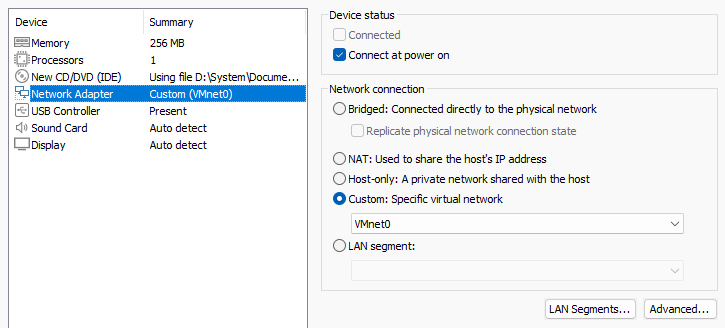 Device Summary
Memory 256 MB
Processors 1
New CD/DVD (IDE) Using file D:\System\Docume...
Network Adapter Custom (VMnet0)
USB Controller Present
Sound Card Auto detect
Display Auto detect
Device status
Connected
Connect at power on
Network connection
Bridged: Connected directly to the physical network
Replicate physical network connection state
NAT: Used to share the host's IP address
Host-only: A private network shared with the host
Custom: Specific virtual network
VMnet0
LAN segment:
LAN Segments... Advanced...